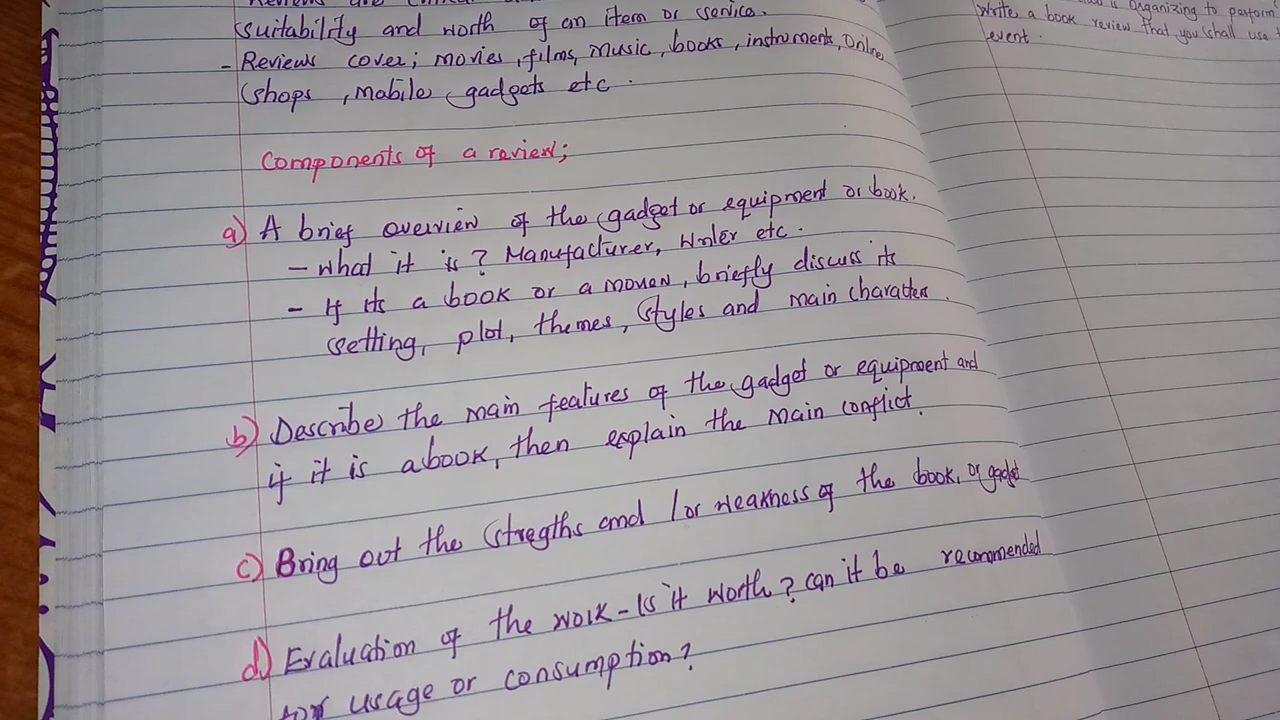 Reviews are
suitability and worth of an item or service.
- Reviews cover; movies, films, music, books, instruments, Online
shops, mobile gadgets etc.
Components of a review;
a) A brief overview of the gadget or equipment or book.
- What it is? Manufacturer, Writer etc.
- If its a book or a movie, briefly discuss its
setting, plot, themes, styles and main characters.
b) Describe the main features of the gadget or equipment and
if it is a book, then explain the main conflict.
c) Bring out the stregths and /or weakness of the book, or gadget
d) Evaluation of the work - Is it worth? can it be recommended
for usage or consumption?
is Organizing to perform
write a book review that you shall use
event.